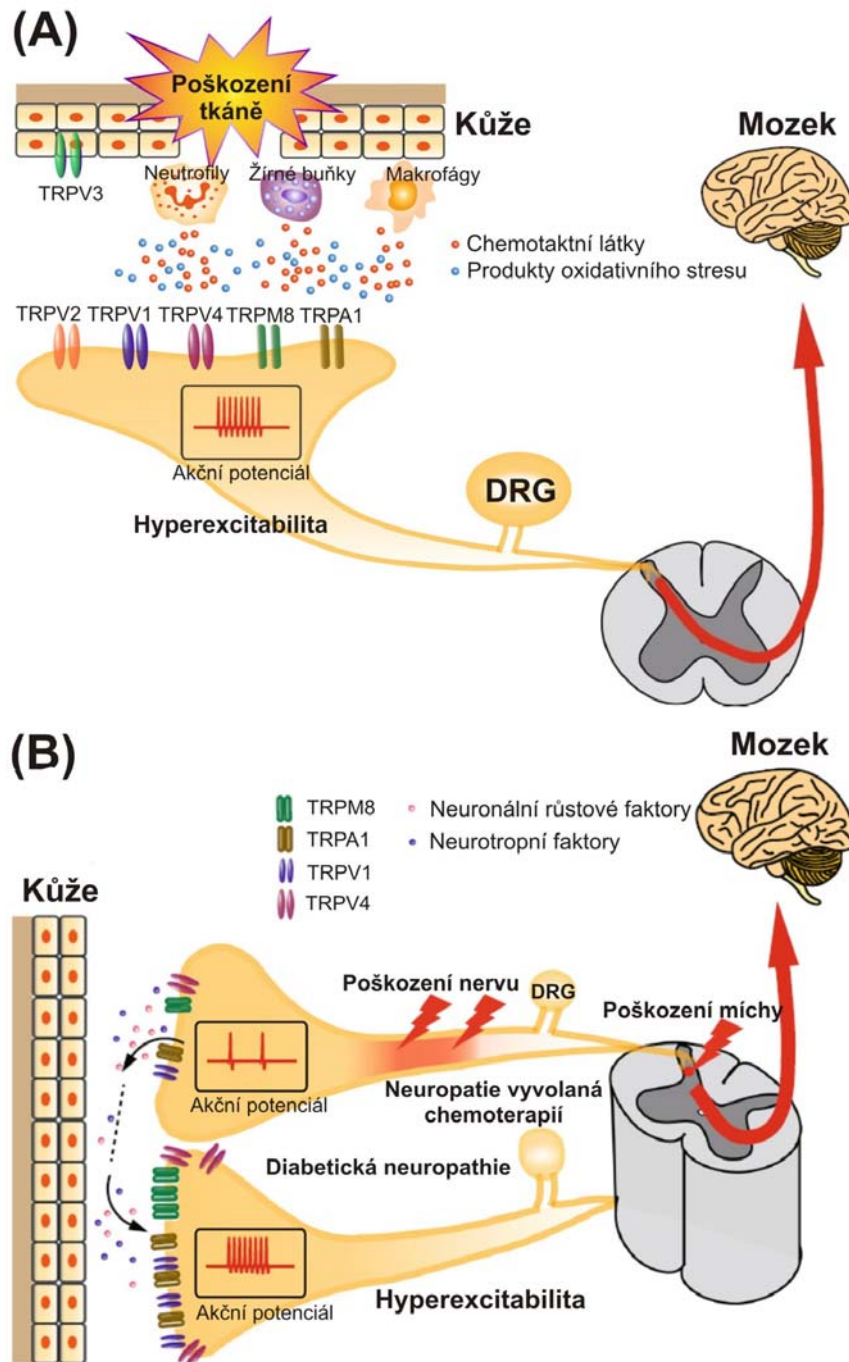 (A)
Poškození
tkáně
Kůže
Mozek
TRPV3
Neutrofily
Žírné buňky
Makrofágy
Chemotaktní látky
Produkty oxidativního stresu
TRPV2
TRPV1
TRPV4
TRPM8
TRPA1
Akční potenciál
Hyperexcitabilita
DRG
(B)
Mozek
TRPM8
TRPA1
TRPV1
TRPV4
Neuronální růstové faktory
Neurotropní faktory
Kůže
Poškození nervu
DRG
Poškození míchy
Akční potenciál
Neuropatie vyvolaná
chemoterapií
Diabetická neuropathie
Akční potenciál
Hyperexcitabilita